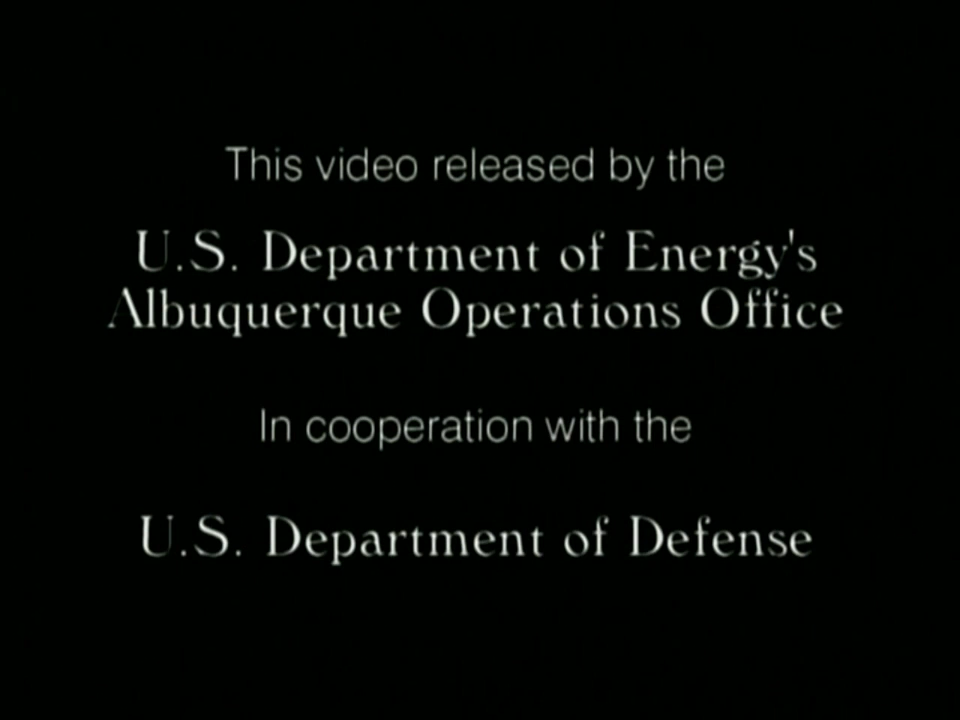 This video released by the
U.S. Department of Energy's
Albuquerque Operations Office
In cooperation with the
U.S. Department of Defense